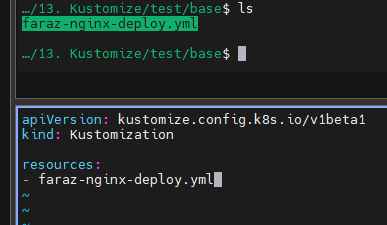 …/13. Kustomize/test/base$ ls
faraz-nginx-deploy.yml
…/13. Kustomize/test/base$
apiVersion: kustomize.config.k8s.io/v1beta1
kind: Kustomization
resources:
- faraz-nginx-deploy.yml
~
~
~